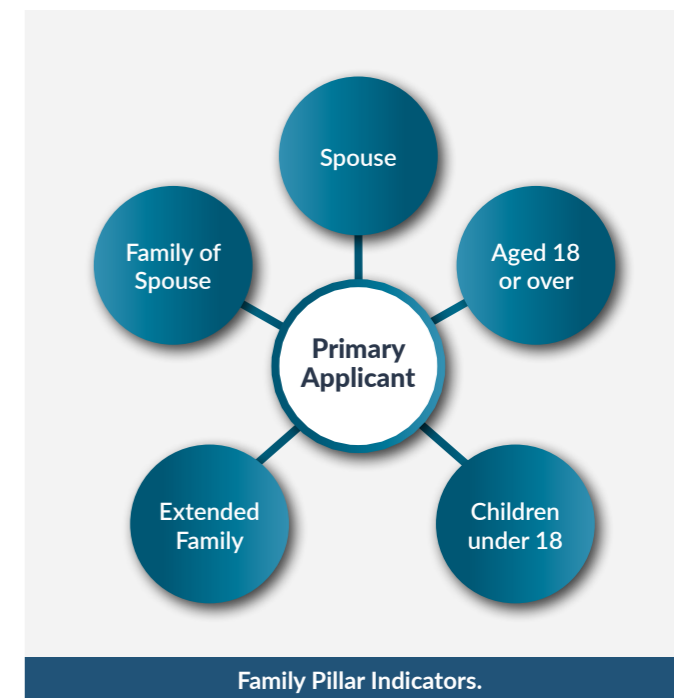 Spouse
Family of
Spouse
Aged 18
or over
Primary
Applicant
Extended
Family
Children
under 18
Family Pillar Indicators.